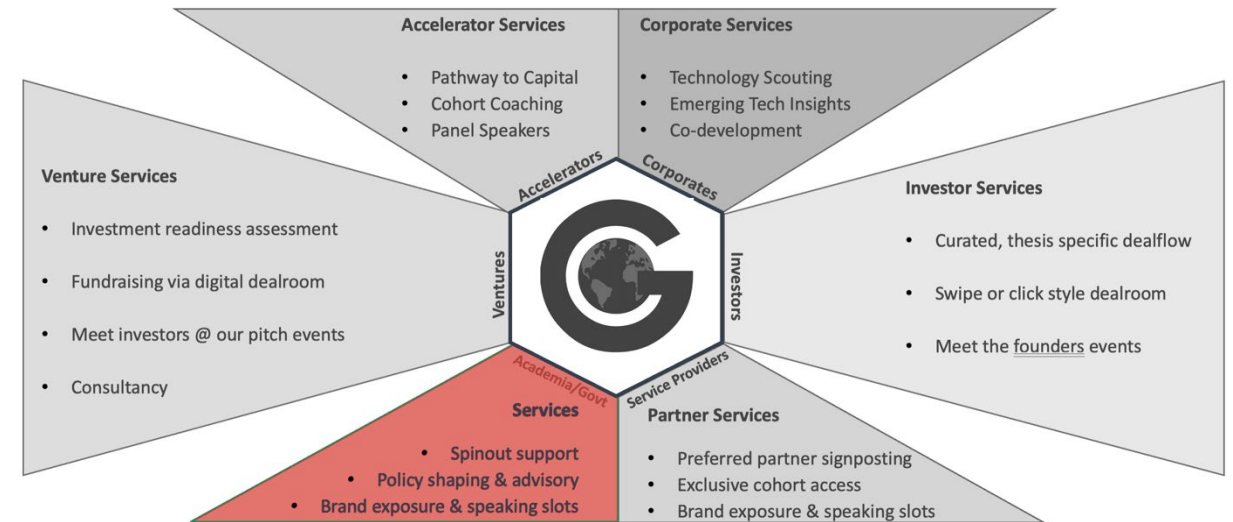 Accelerator Services
• Pathway to Capital
• Cohort Coaching
• Panel Speakers
Corporate Services
• Technology Scouting
• Emerging Tech Insights
• Co-development
Venture Services
• Investment readiness assessment
• Fundraising via digital dealroom
• Meet investors @ our pitch events
• Consultancy
Accelerators
Corporates
Ventures
Investors
Academia/Govt
Service Providers
Investor Services
• Curated, thesis specific dealflow
• Swipe or click style dealroom
• Meet the founders events
Services
• Spinout support
• Policy shaping & advisory
• Brand exposure & speaking slots
Partner Services
• Preferred partner signposting
• Exclusive cohort access
• Brand exposure & speaking slots